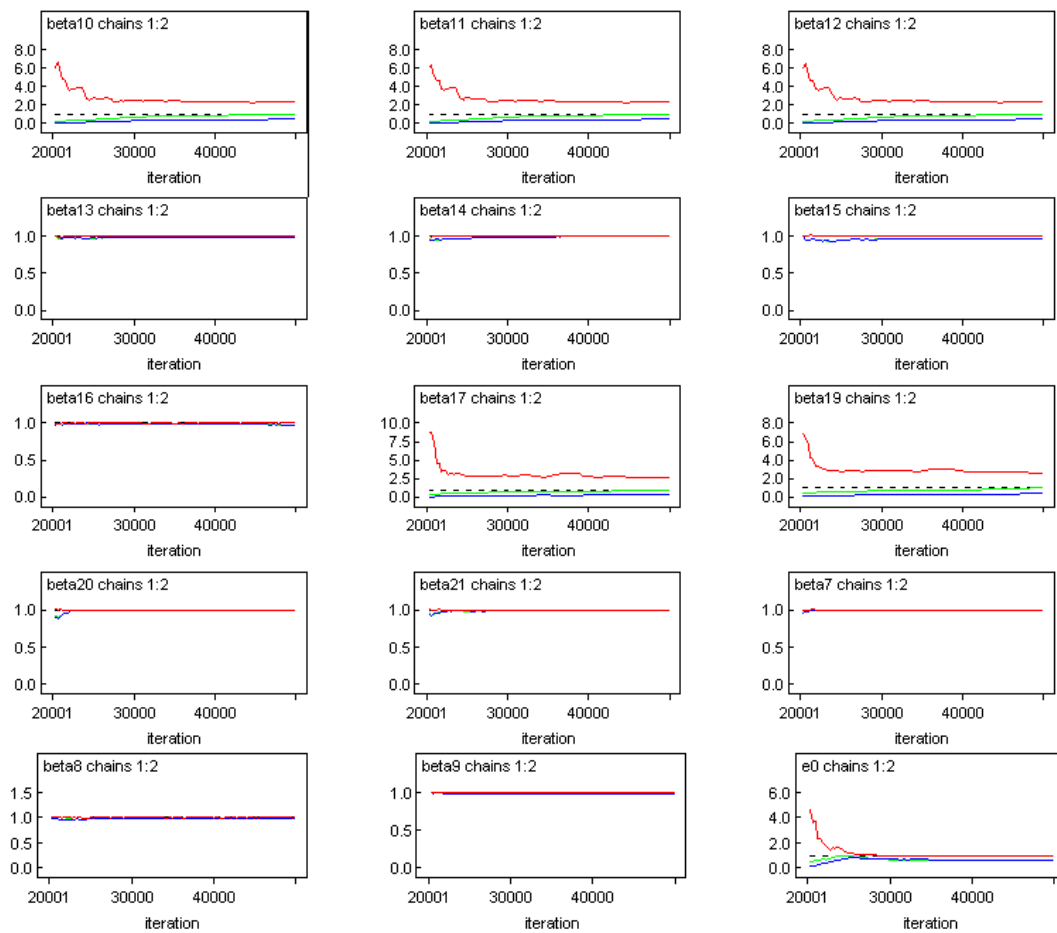 beta10 chains 1:2
8.0
6.0
4.0
2.0
0.0
20001 30000 40000
iteration
beta11 chains 1:2
8.0
6.0
4.0
2.0
0.0
20001 30000 40000
iteration
beta12 chains 1:2
8.0
6.0
4.0
2.0
0.0
20001 30000 40000
iteration
beta13 chains 1:2
1.0
0.5
0.0
20001 30000 40000
iteration
beta14 chains 1:2
1.0
0.5
0.0
20001 30000 40000
iteration
beta15 chains 1:2
1.0
0.5
0.0
20001 30000 40000
iteration
beta16 chains 1:2
1.0
0.5
0.0
20001 30000 40000
iteration
beta17 chains 1:2
10.0
7.5
5.0
2.5
0.0
20001 30000 40000
iteration
beta19 chains 1:2
8.0
6.0
4.0
2.0
0.0
20001 30000 40000
iteration
beta20 chains 1:2
1.0
0.5
0.0
20001 30000 40000
iteration
beta21 chains 1:2
1.0
0.5
0.0
20001 30000 40000
iteration
beta7 chains 1:2
1.0
0.5
0.0
20001 30000 40000
iteration
beta8 chains 1:2
1.5
1.0
0.5
0.0
20001 30000 40000
iteration
beta9 chains 1:2
1.0
0.5
0.0
20001 30000 40000
iteration
e0 chains 1:2
6.0
4.0
2.0
0.0
20001 30000 40000
iteration